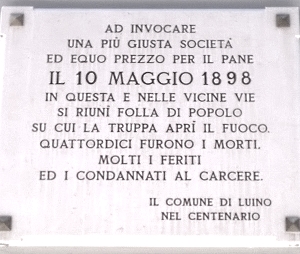 AD INVOCARE
UNA PIÙ GIUSTA SOCIETÀ
ED EQUO PREZZO PER IL PANE
IL 10 MAGGIO 1898
IN QUESTA E NELLE VICINE VIE
SI RIUNÌ FOLLA DI POPOLO
SU CUI LA TRUPPA APRÌ IL FUOCO.
QUATTORDICI FURONO I MORTI.
MOLTI I FERITI
ED I CONDANNATI AL CARCERE.
IL COMUNE DI LUINO
NEL CENTENARIO